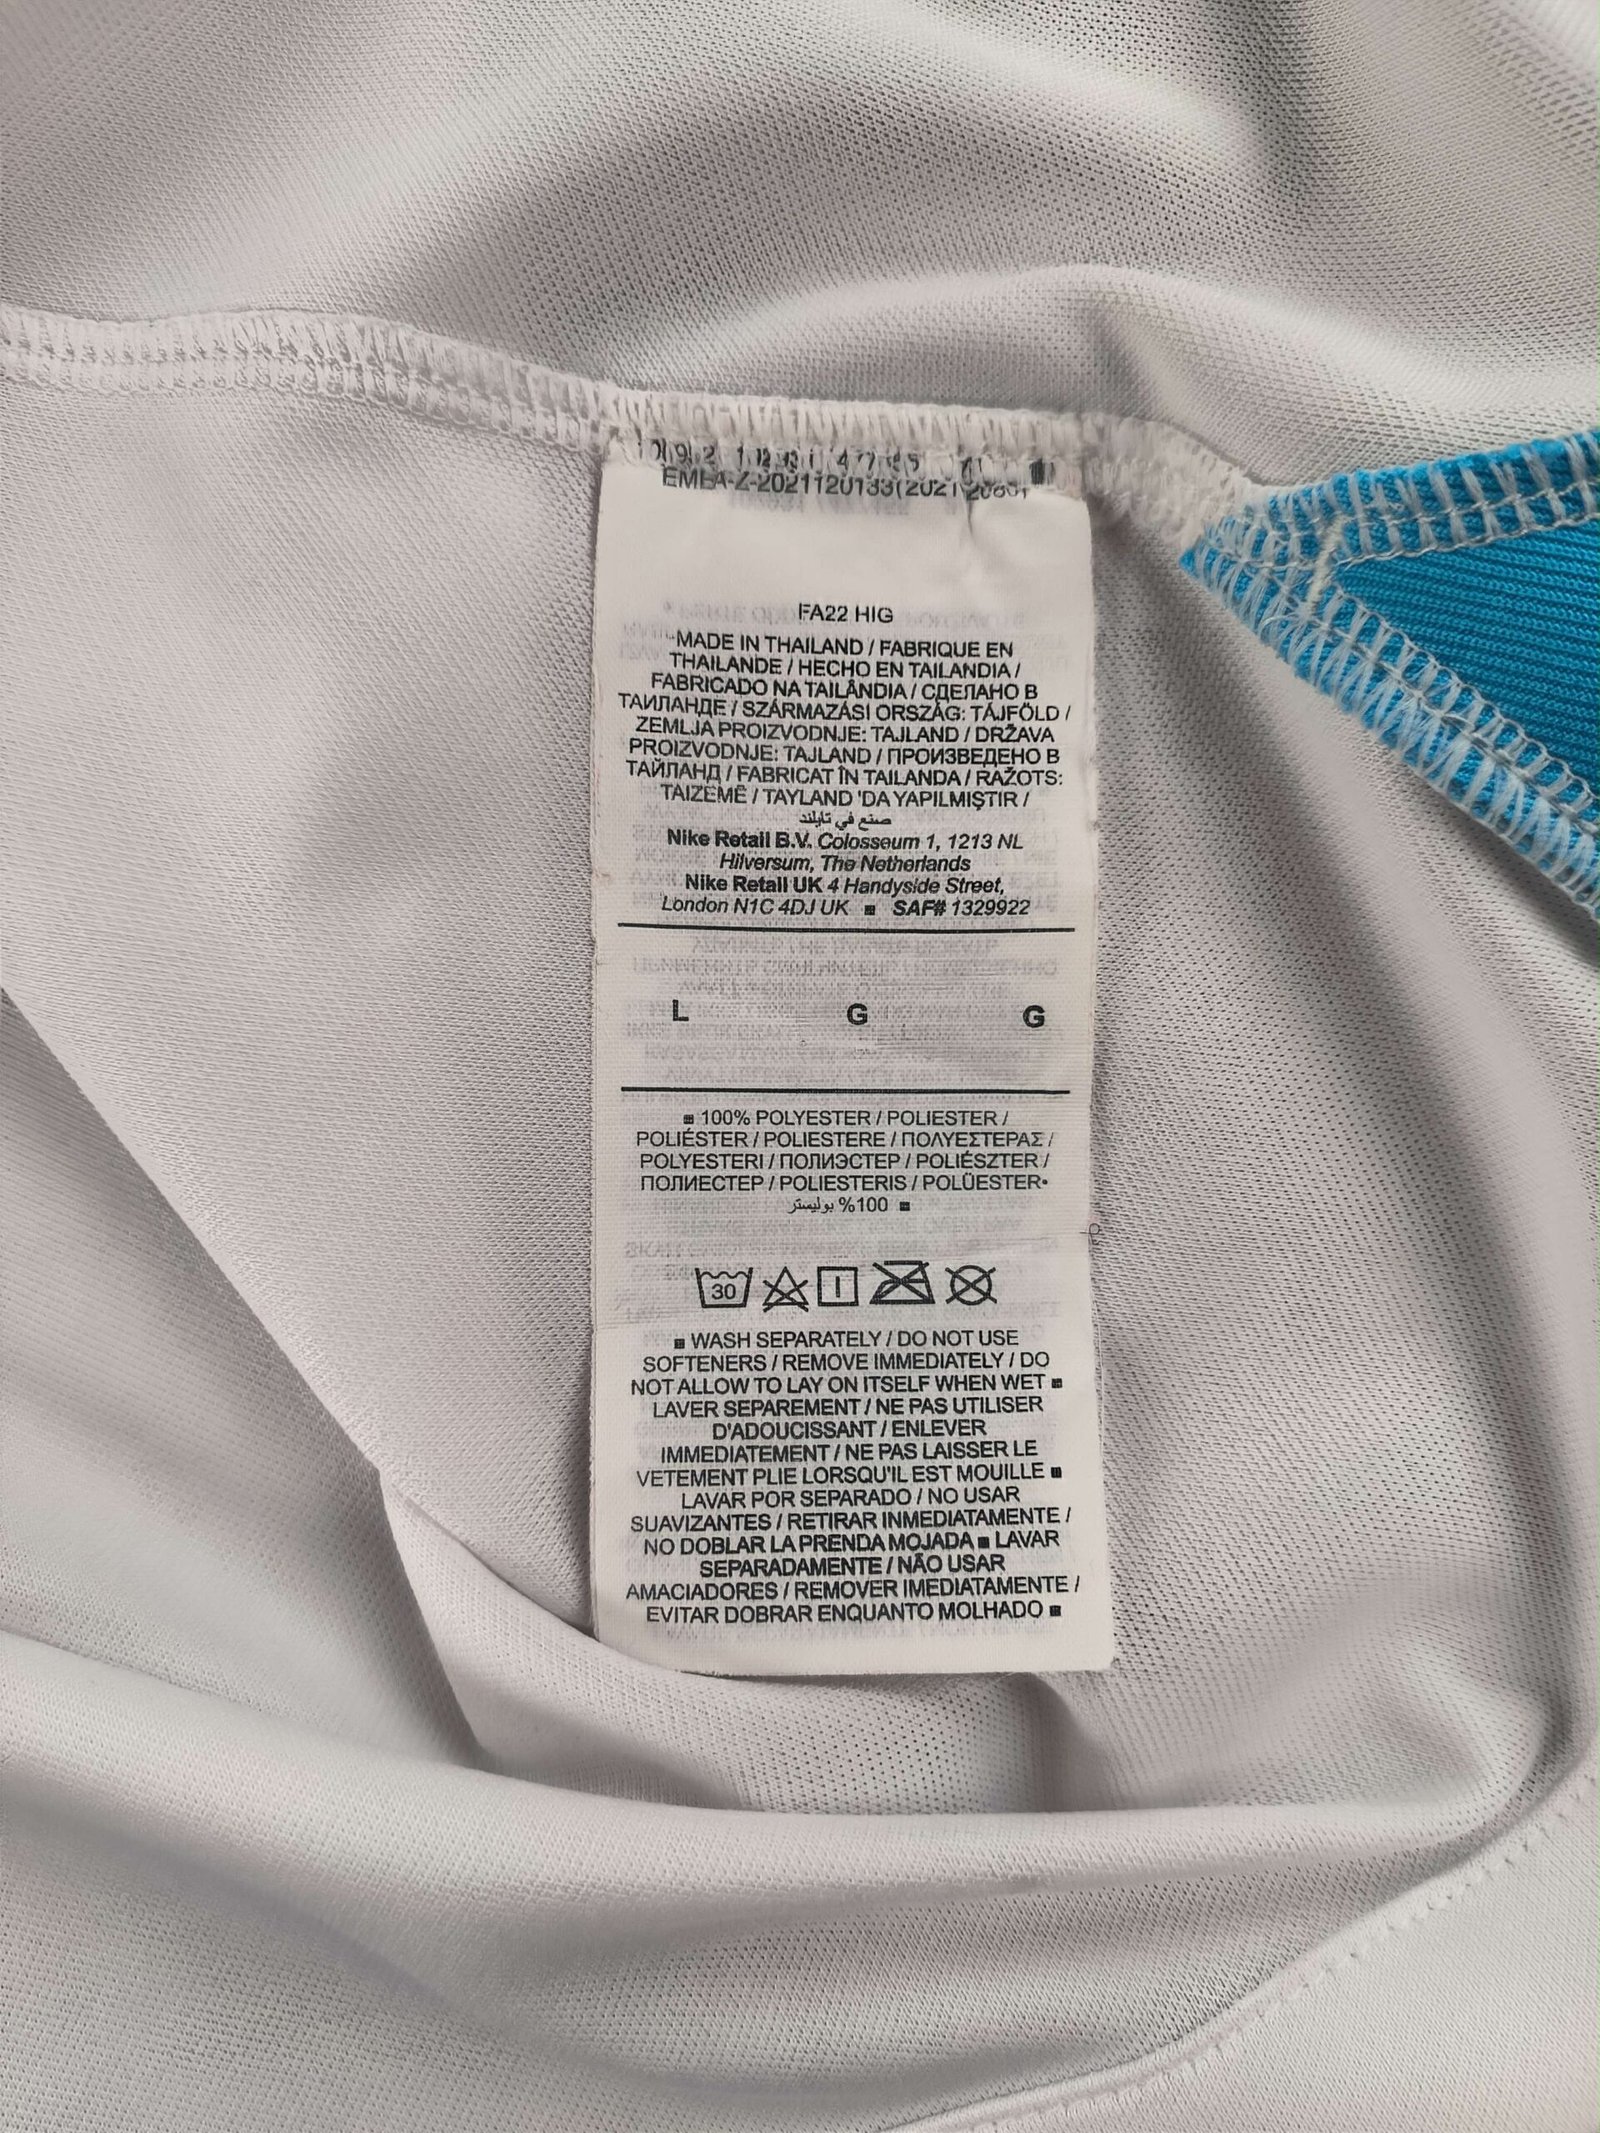 FA22 HIG
MADE IN THAILAND / FABRIQUE EN
THAILANDE / HECHO EN TAILANDIA /
FABRICADO NA TAILÂNDIA / СДЕЛАНО В
ТАИЛАНДЕ / SZÁRMAZÁSI ORSZÁG: TÁJFÖLD /
ZEMLJA PROIZVODNJE: TAJLAND / DRŽAVA
PROIZVODNJE: TAJLAND / ПРОИЗВЕДЕНО В
ТАЙЛАНД / FABRICAT ÎN TAILANDA / RAŽOTS:
TAIZEMĒ / TAYLAND 'DA YAPILMIŞTIR /
صنع في تايلند
Nike Retail B.V. Colosseum 1, 1213 NL
Hilversum, The Netherlands
Nike Retail UK 4 Handyside Street,
London N1C 4DJ UK ■ SAF# 1329922
L G G
■ 100% POLYESTER / POLIESTER /
POLIÉSTER / POLIESTERE / ΠΟΛΥΕΣΤΕΡΑΣ /
POLYESTERI / ПОЛИЭСТЕР / POLIÉSZTER /
ПОЛИЕСТЕР / POLIESTERIS / POLÜESTER•
100% بوليستر ■
30
■ WASH SEPARATELY / DO NOT USE
SOFTENERS / REMOVE IMMEDIATELY / DO
NOT ALLOW TO LAY ON ITSELF WHEN WET ■
LAVER SEPAREMENT / NE PAS UTILISER
D'ADOUCISSANT / ENLEVER
IMMEDIATEMENT / NE PAS LAISSER LE
VETEMENT PLIE LORSQU'IL EST MOUILLE ■
LAVAR POR SEPARADO / NO USAR
SUAVIZANTES / RETIRAR INMEDIATAMENTE /
NO DOBLAR LA PRENDA MOJADA ■ LAVAR
SEPARADAMENTE / NÃO USAR
AMACIADORES / REMOVER IMEDIATAMENTE /
EVITAR DOBRAR ENQUANTO MOLHADO ■